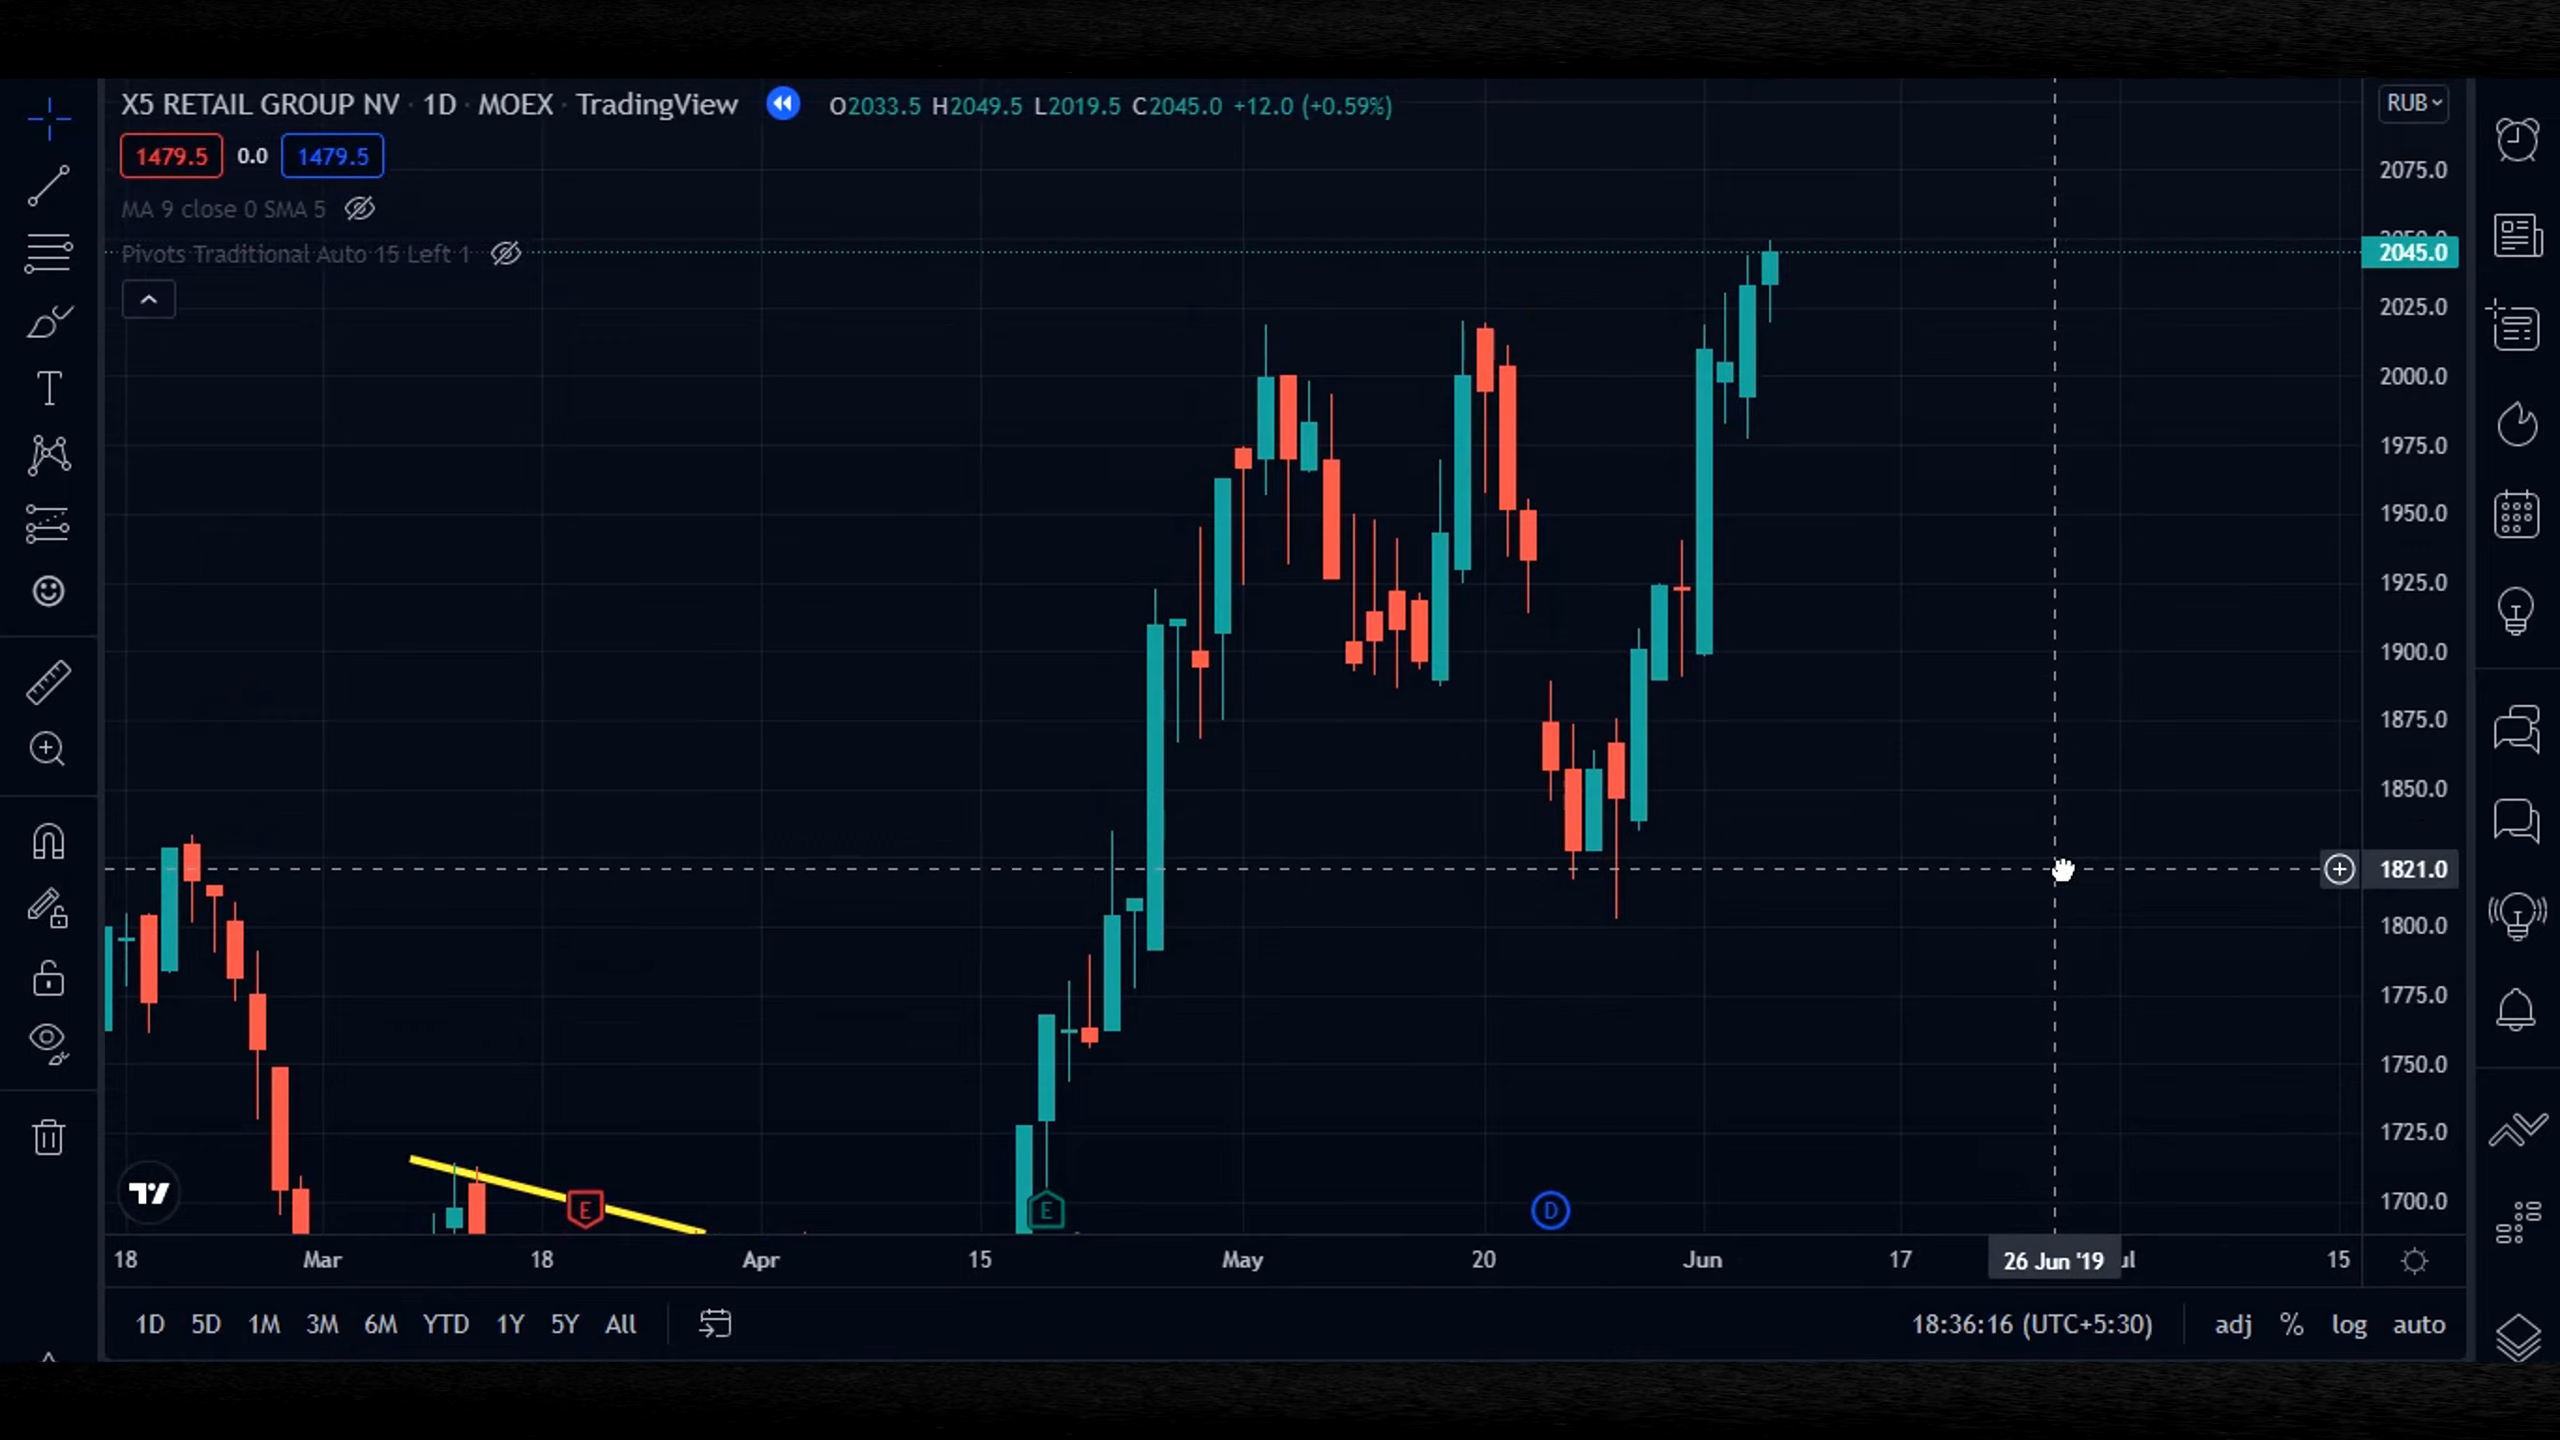 X5 RETAIL GROUP NV · 1D · MOEX · TradingView O2033.5 H2049.5 L2019.5 C2045.0 +12.0 (+0.59%) RUB
1479.5 0.0 1479.5
MA 9 close 0 SMA 5
Pivots Traditional Auto 15 Left 1
2075.0
2045.0
2025.0
2000.0
1975.0
1950.0
1925.0
1900.0
1875.0
1850.0
1821.0
1800.0
1775.0
1750.0
1725.0
1700.0
E E D
18 Mar 18 Apr 15 May 20 Jun 17 26 Jun '19 ul 15
1D 5D 1M 3M 6M YTD 1Y 5Y All 18:36:16 (UTC+5:30) adj % log auto